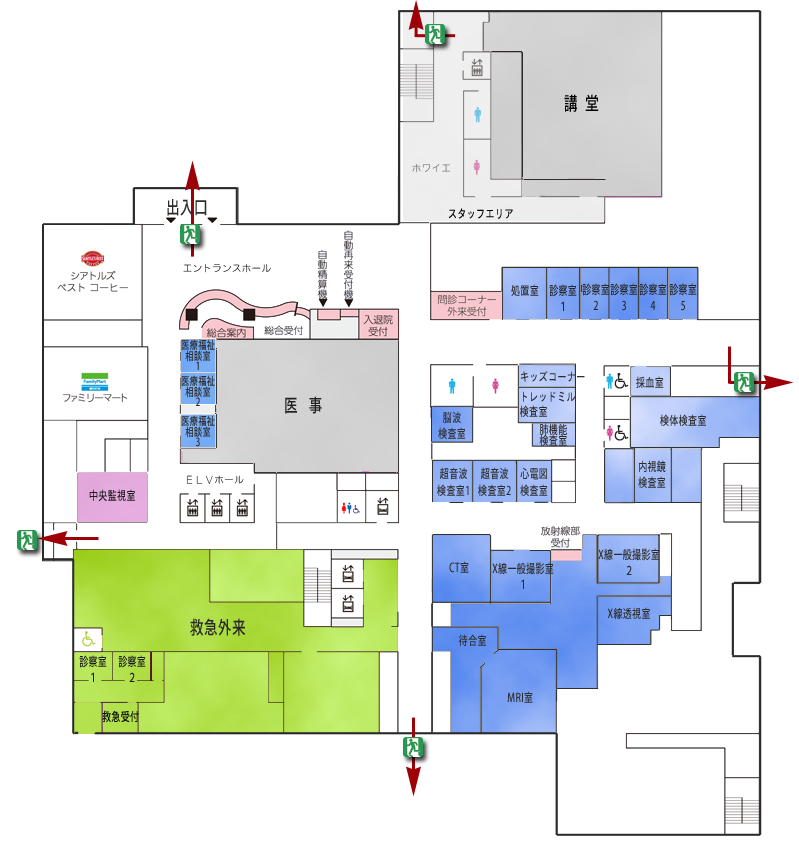 講 堂
ホワイエ
スタッフエリア
出入口
エントランスホール
シアトルズ
ベスト コーヒー
自動精算機
自動再来受付機
総合案内
総合受付
入退院
受付
問診コーナー
外来受付
処置室
診察室
1
診察室
2
診察室
3
診察室
4
診察室
5
医療福祉
相談室
1
医療福祉
相談室
2
医療福祉
相談室
3
医 事
FamilyMart
ファミリーマート
キッズコーナー
トレッドミル
検査室
肺機能
検査室
脳波
検査室
採血室
検体検査室
超音波
検査室1
超音波
検査室2
心電図
検査室
内視鏡
検査室
中央監視室
ELVホール
放射線部
受付
CT室
X線一般撮影室
1
X線一般撮影室
2
X線透視室
待合室
MRI室
救急外来
診察室
1
診察室
2
救急受付